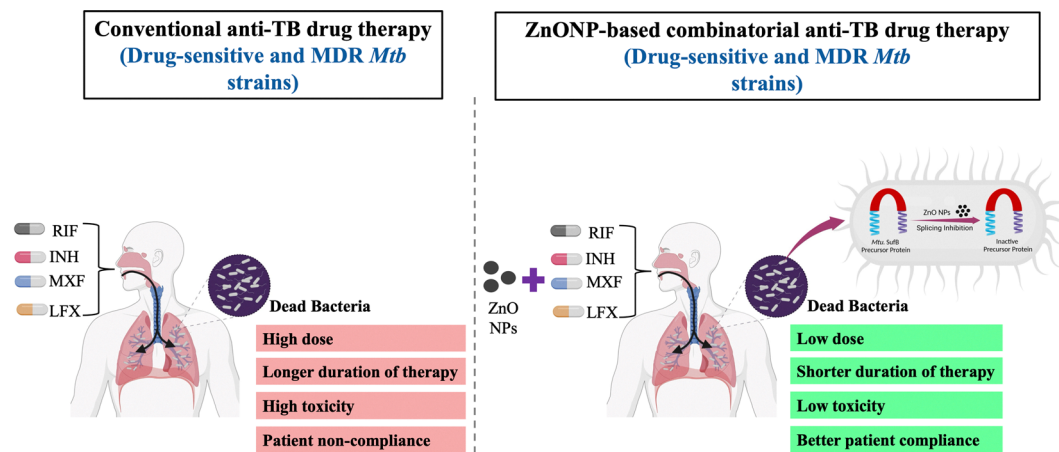 Conventional anti-TB drug therapy
(Drug-sensitive and MDR Mtb
strains)
RIF
INH
MXF
LFX
Dead Bacteria
High dose
Longer duration of therapy
High toxicity
Patient non-compliance
ZnONP-based combinatorial anti-TB drug therapy
(Drug-sensitive and MDR Mtb
strains)
ZnO
NPs
RIF
INH
MXF
LFX
Dead Bacteria
ZnO NPs
Splicing Inhibition
Mtu. SufB
Precursor Protein
Inactive
Precursor Protein
Low dose
Shorter duration of therapy
Low toxicity
Better patient compliance